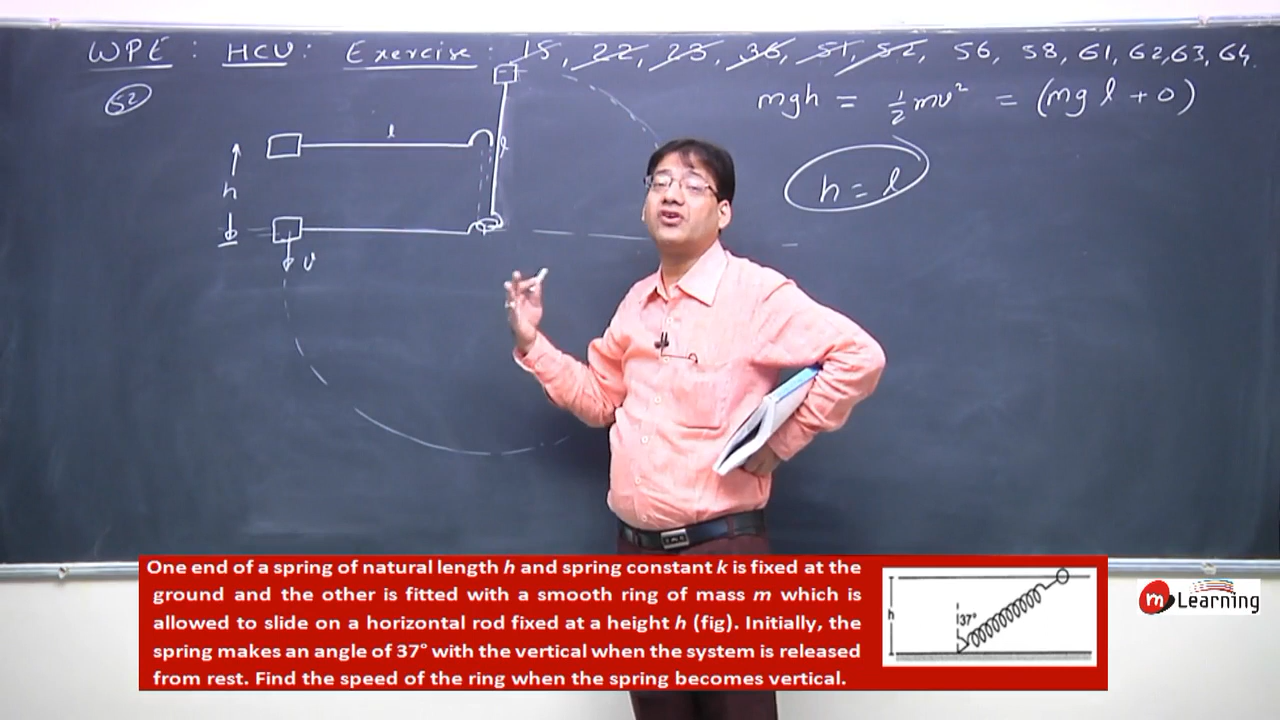 WPE : HCV : Exercise : 15, 22, 23, 36, 51, 52, 56, 58, 61, 62, 63, 64.
52
mgh = ½mv² = (mg l + 0)
l
l
h
h = l
v
One end of a spring of natural length h and spring constant k is fixed at the
ground and the other is fitted with a smooth ring of mass m which is
allowed to slide on a horizontal rod fixed at a height h (fig). Initially, the
spring makes an angle of 37° with the vertical when the system is released
from rest. Find the speed of the ring when the spring becomes vertical.
h
37°
m Learning